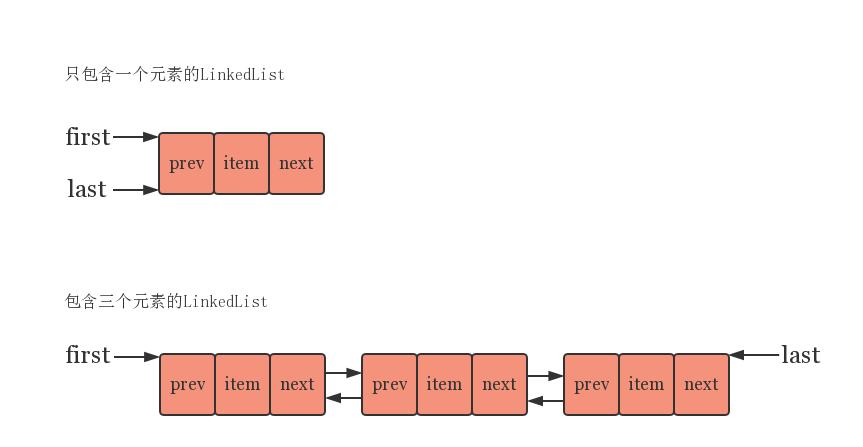 只包含一个元素的LinkedList
first
prev item next
last
包含三个元素的LinkedList
first last
prev item next prev item next prev item next